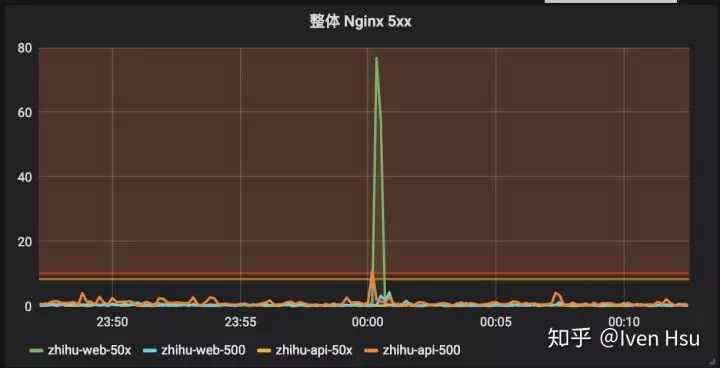 整体 Nginx 5xx
80
60
40
20
0
23:50 23:55 00:00 00:05 00:10
知乎 @Iven Hsu
zhihu-web-50x zhihu-web-500 zhihu-api-50x zhihu-api-500